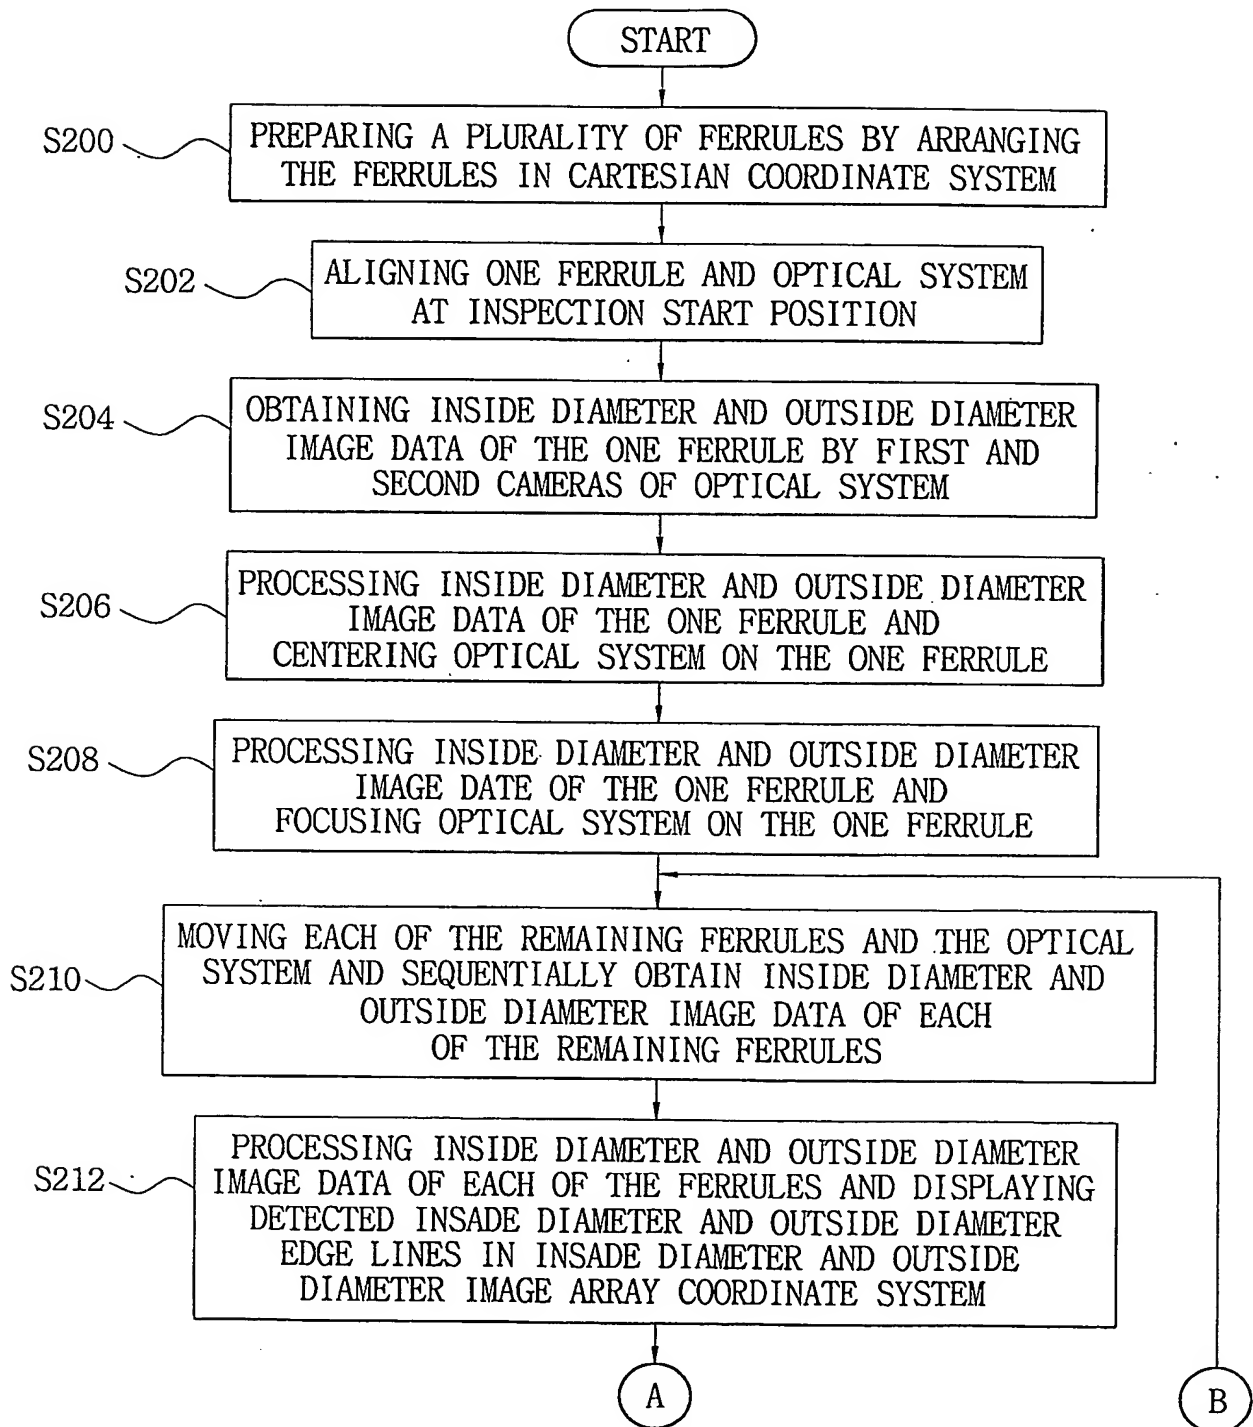 START
S200
PREPARING A PLURALITY OF FERRULES BY ARRANGING
THE FERRULES IN CARTESIAN COORDINATE SYSTEM
S202
ALIGNING ONE FERRULE AND OPTICAL SYSTEM
AT INSPECTION START POSITION
S204
OBTAINING INSIDE DIAMETER AND OUTSIDE DIAMETER
IMAGE DATA OF THE ONE FERRULE BY FIRST AND
SECOND CAMERAS OF OPTICAL SYSTEM
S206
PROCESSING INSIDE DIAMETER AND OUTSIDE DIAMETER
IMAGE DATA OF THE ONE FERRULE AND
CENTERING OPTICAL SYSTEM ON THE ONE FERRULE
S208
PROCESSING INSIDE DIAMETER AND OUTSIDE DIAMETER
IMAGE DATE OF THE ONE FERRULE AND
FOCUSING OPTICAL SYSTEM ON THE ONE FERRULE
S210
MOVING EACH OF THE REMAINING FERRULES AND THE OPTICAL
SYSTEM AND SEQUENTIALLY OBTAIN INSIDE DIAMETER AND
OUTSIDE DIAMETER IMAGE DATA OF EACH
OF THE REMAINING FERRULES
S212
PROCESSING INSIDE DIAMETER AND OUTSIDE DIAMETER
IMAGE DATA OF EACH OF THE FERRULES AND DISPLAYING
DETECTED INSADE DIAMETER AND OUTSIDE DIAMETER
EDGE LINES IN INSADE DIAMETER AND OUTSIDE
DIAMETER IMAGE ARRAY COORDINATE SYSTEM
A
B